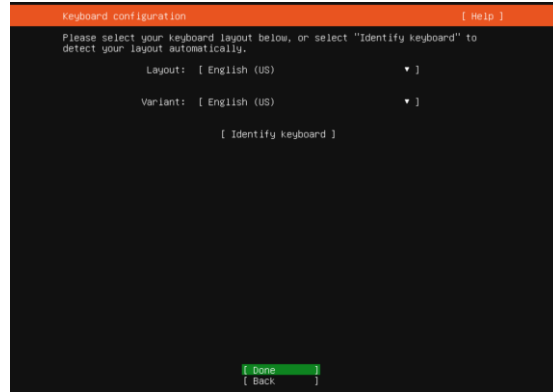 Keyboard configuration [ Help ]
Please select your keyboard layout below, or select "Identify keyboard" to
detect your layout automatically.
Layout: [ English (US) ▾ ]
Variant: [ English (US) ▾ ]
[ Identify keyboard ]
[ Done ]
[ Back ]